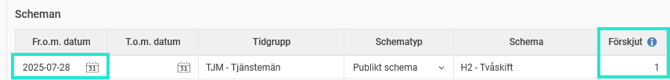 Scheman
Fr.o.m. datum T.o.m. datum Tidgrupp Schematyp Schema Förskjut
2025-07-28 TJM - Tjänstemän Publikt schema H2 - Tvåskift 1